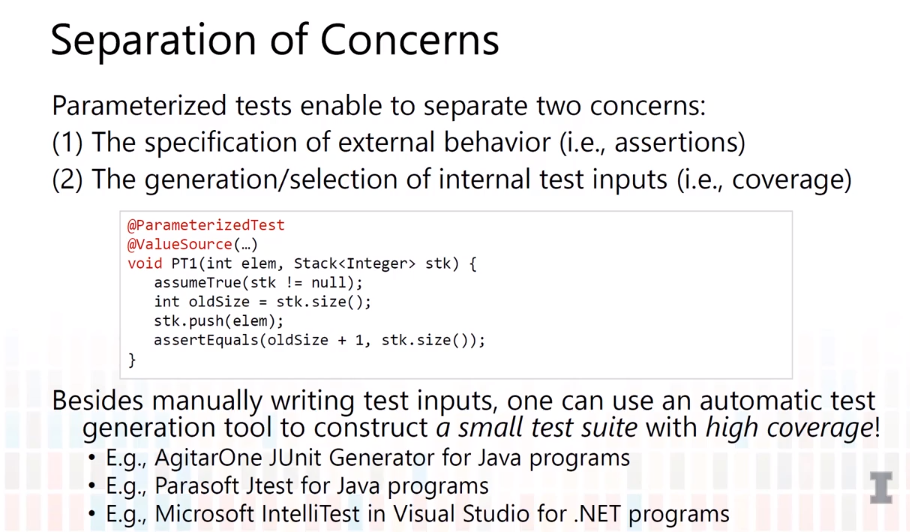 Separation of Concerns
Parameterized tests enable to separate two concerns:
(1) The specification of external behavior (i.e., assertions)
(2) The generation/selection of internal test inputs (i.e., coverage)
@ParameterizedTest
@ValueSource(…)
void PT1(int elem, Stack<Integer> stk) {
assumeTrue(stk != null);
int oldSize = stk.size();
stk.push(elem);
assertEquals(oldSize + 1, stk.size());
}
Besides manually writing test inputs, one can use an automatic test
generation tool to construct a small test suite with high coverage!
• E.g., AgitarOne JUnit Generator for Java programs
• E.g., Parasoft Jtest for Java programs
• E.g., Microsoft IntelliTest in Visual Studio for .NET programs
I